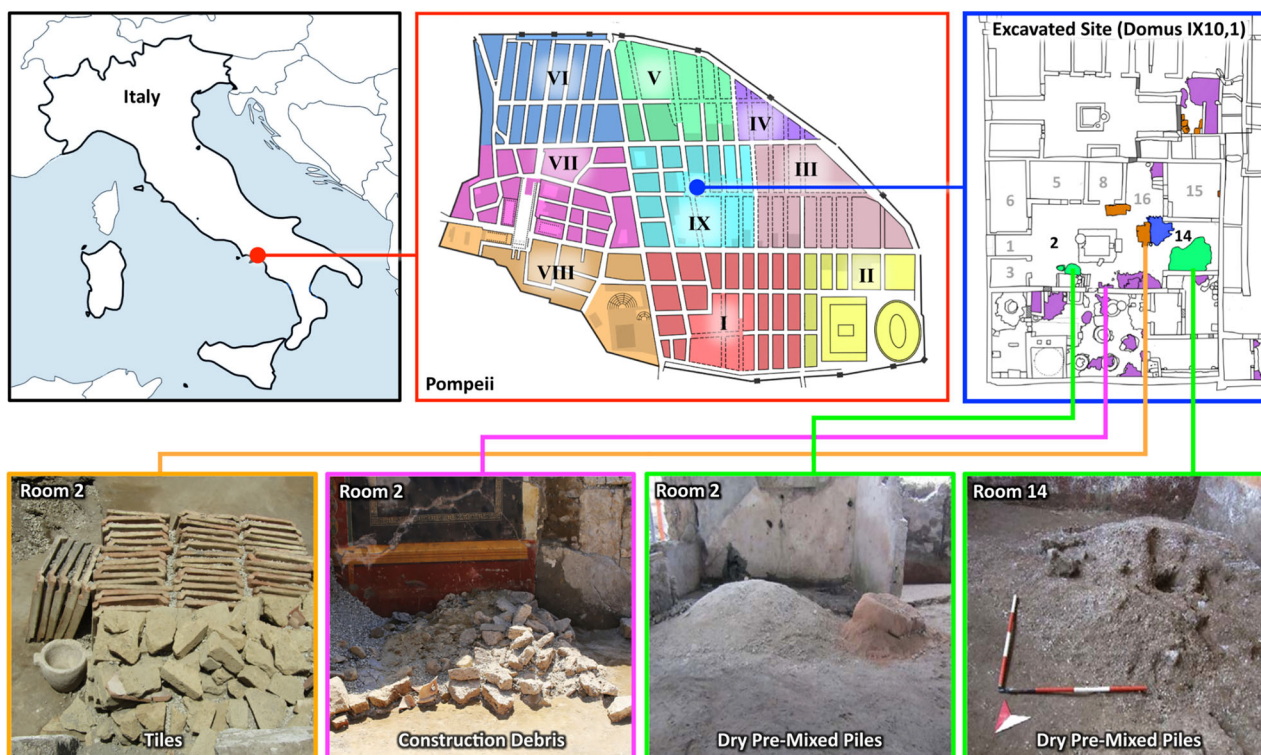 Italy
Pompeii
VI
V
IV
VII
III
IX
VIII
II
I
Excavated Site (Domus IX10,1)
6
5
8
16
15
1
2
14
3
Room 2
Tiles
Room 2
Construction Debris
Room 2
Dry Pre-Mixed Piles
Room 14
Dry Pre-Mixed Piles